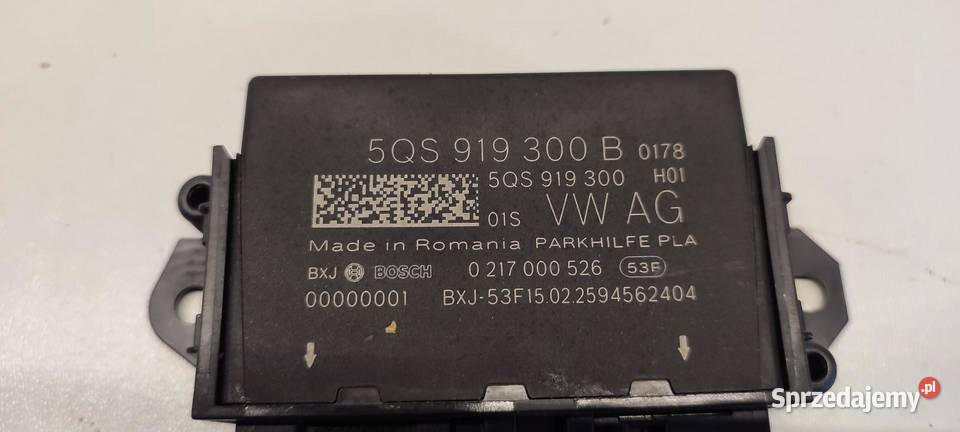 5QS 919 300 B 0178
5QS 919 300 H01
01S VW AG
Made in Romania PARKHILFE PLA
BXJ BOSCH 0 217 000 526 53F
00000001 BXJ-53F15.02.2594562404
Sprzedajemy.pl